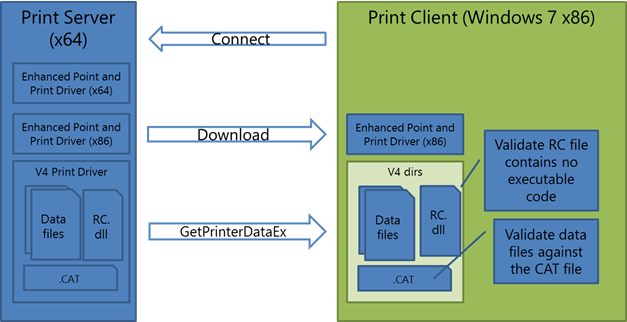 Print Server
(x64)
Enhanced Point and
Print Driver (x64)
Enhanced Point and
Print Driver (x86)
V4 Print Driver
Data
files
RC.
dll
.CAT
Connect
Download
GetPrinterDataEx
Print Client (Windows 7 x86)
Enhanced Point and
Print Driver (x86)
V4 dirs
Data
files
RC.
dll
.CAT
Validate RC file
contains no
executable
code
Validate data
files against
the CAT file